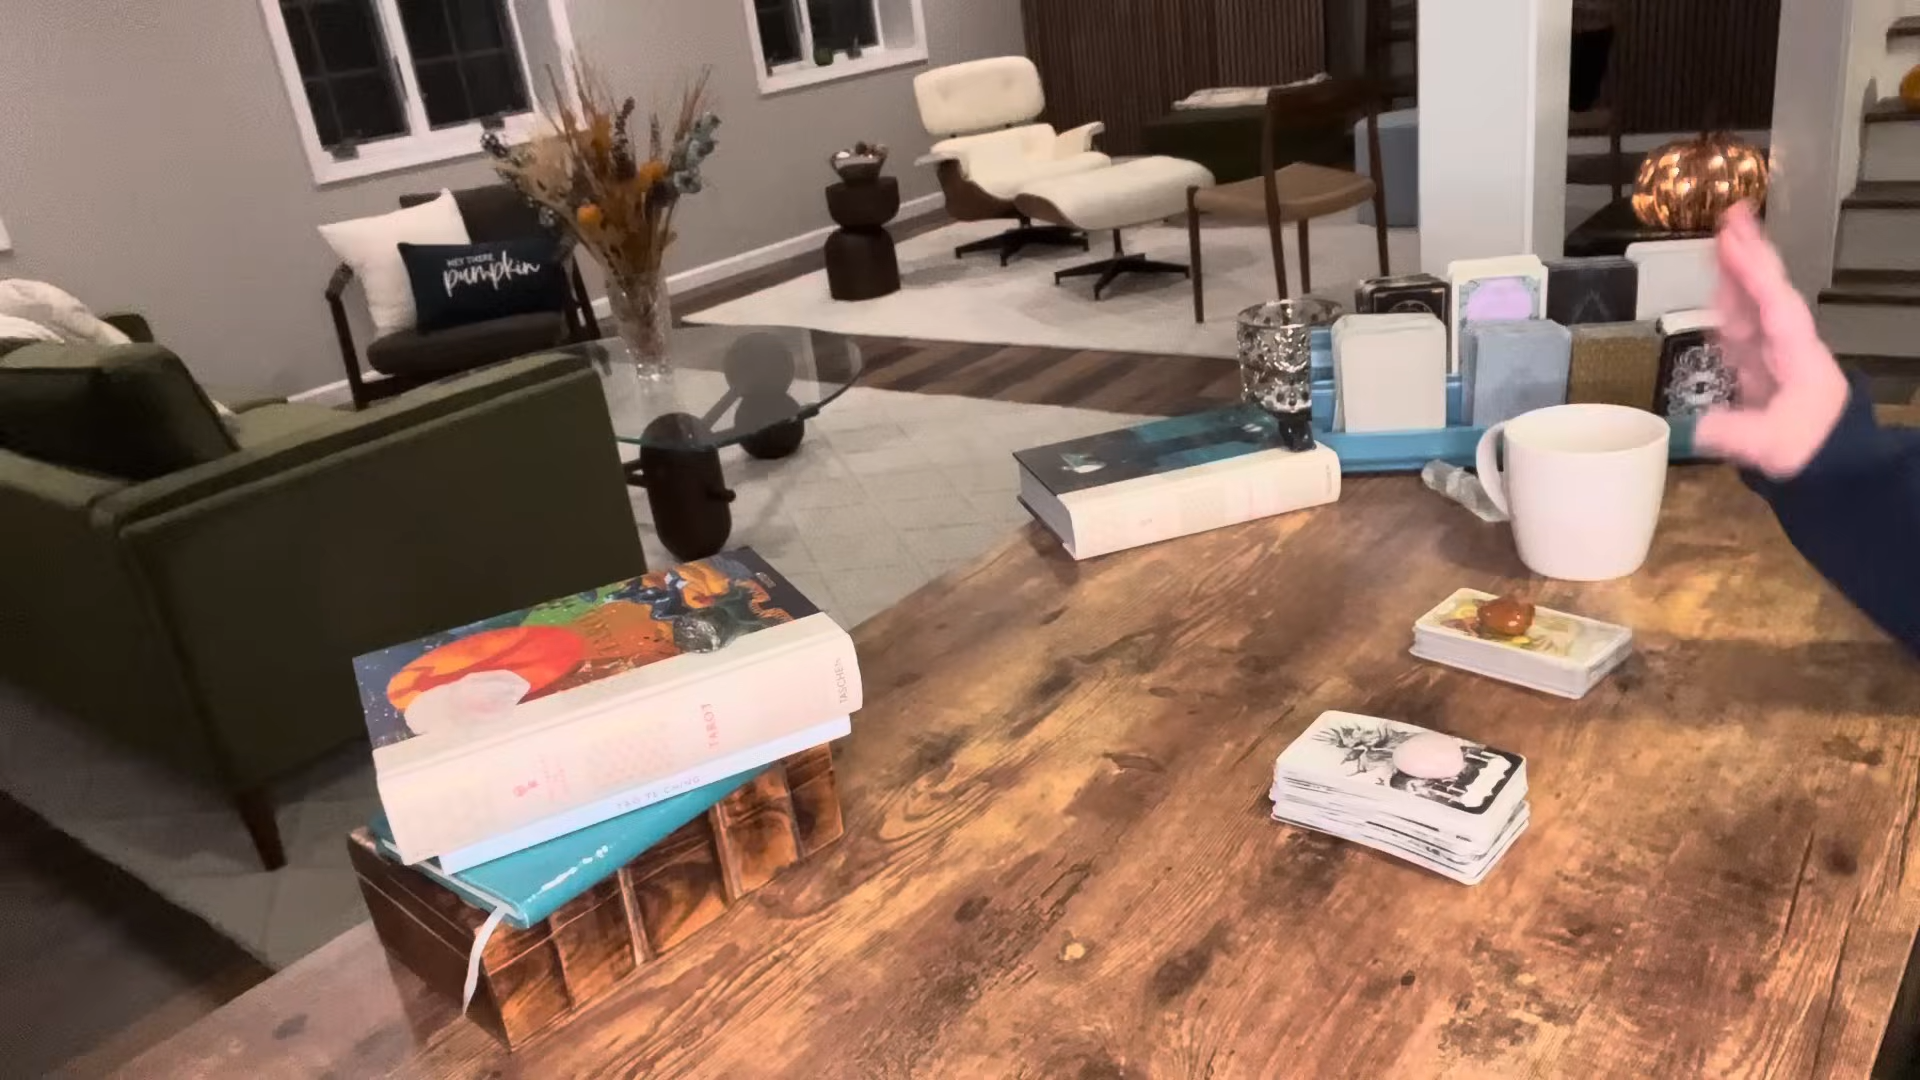 HEY THERE
pumpkin
TASCHEN
TAROT
TAO TE CHING